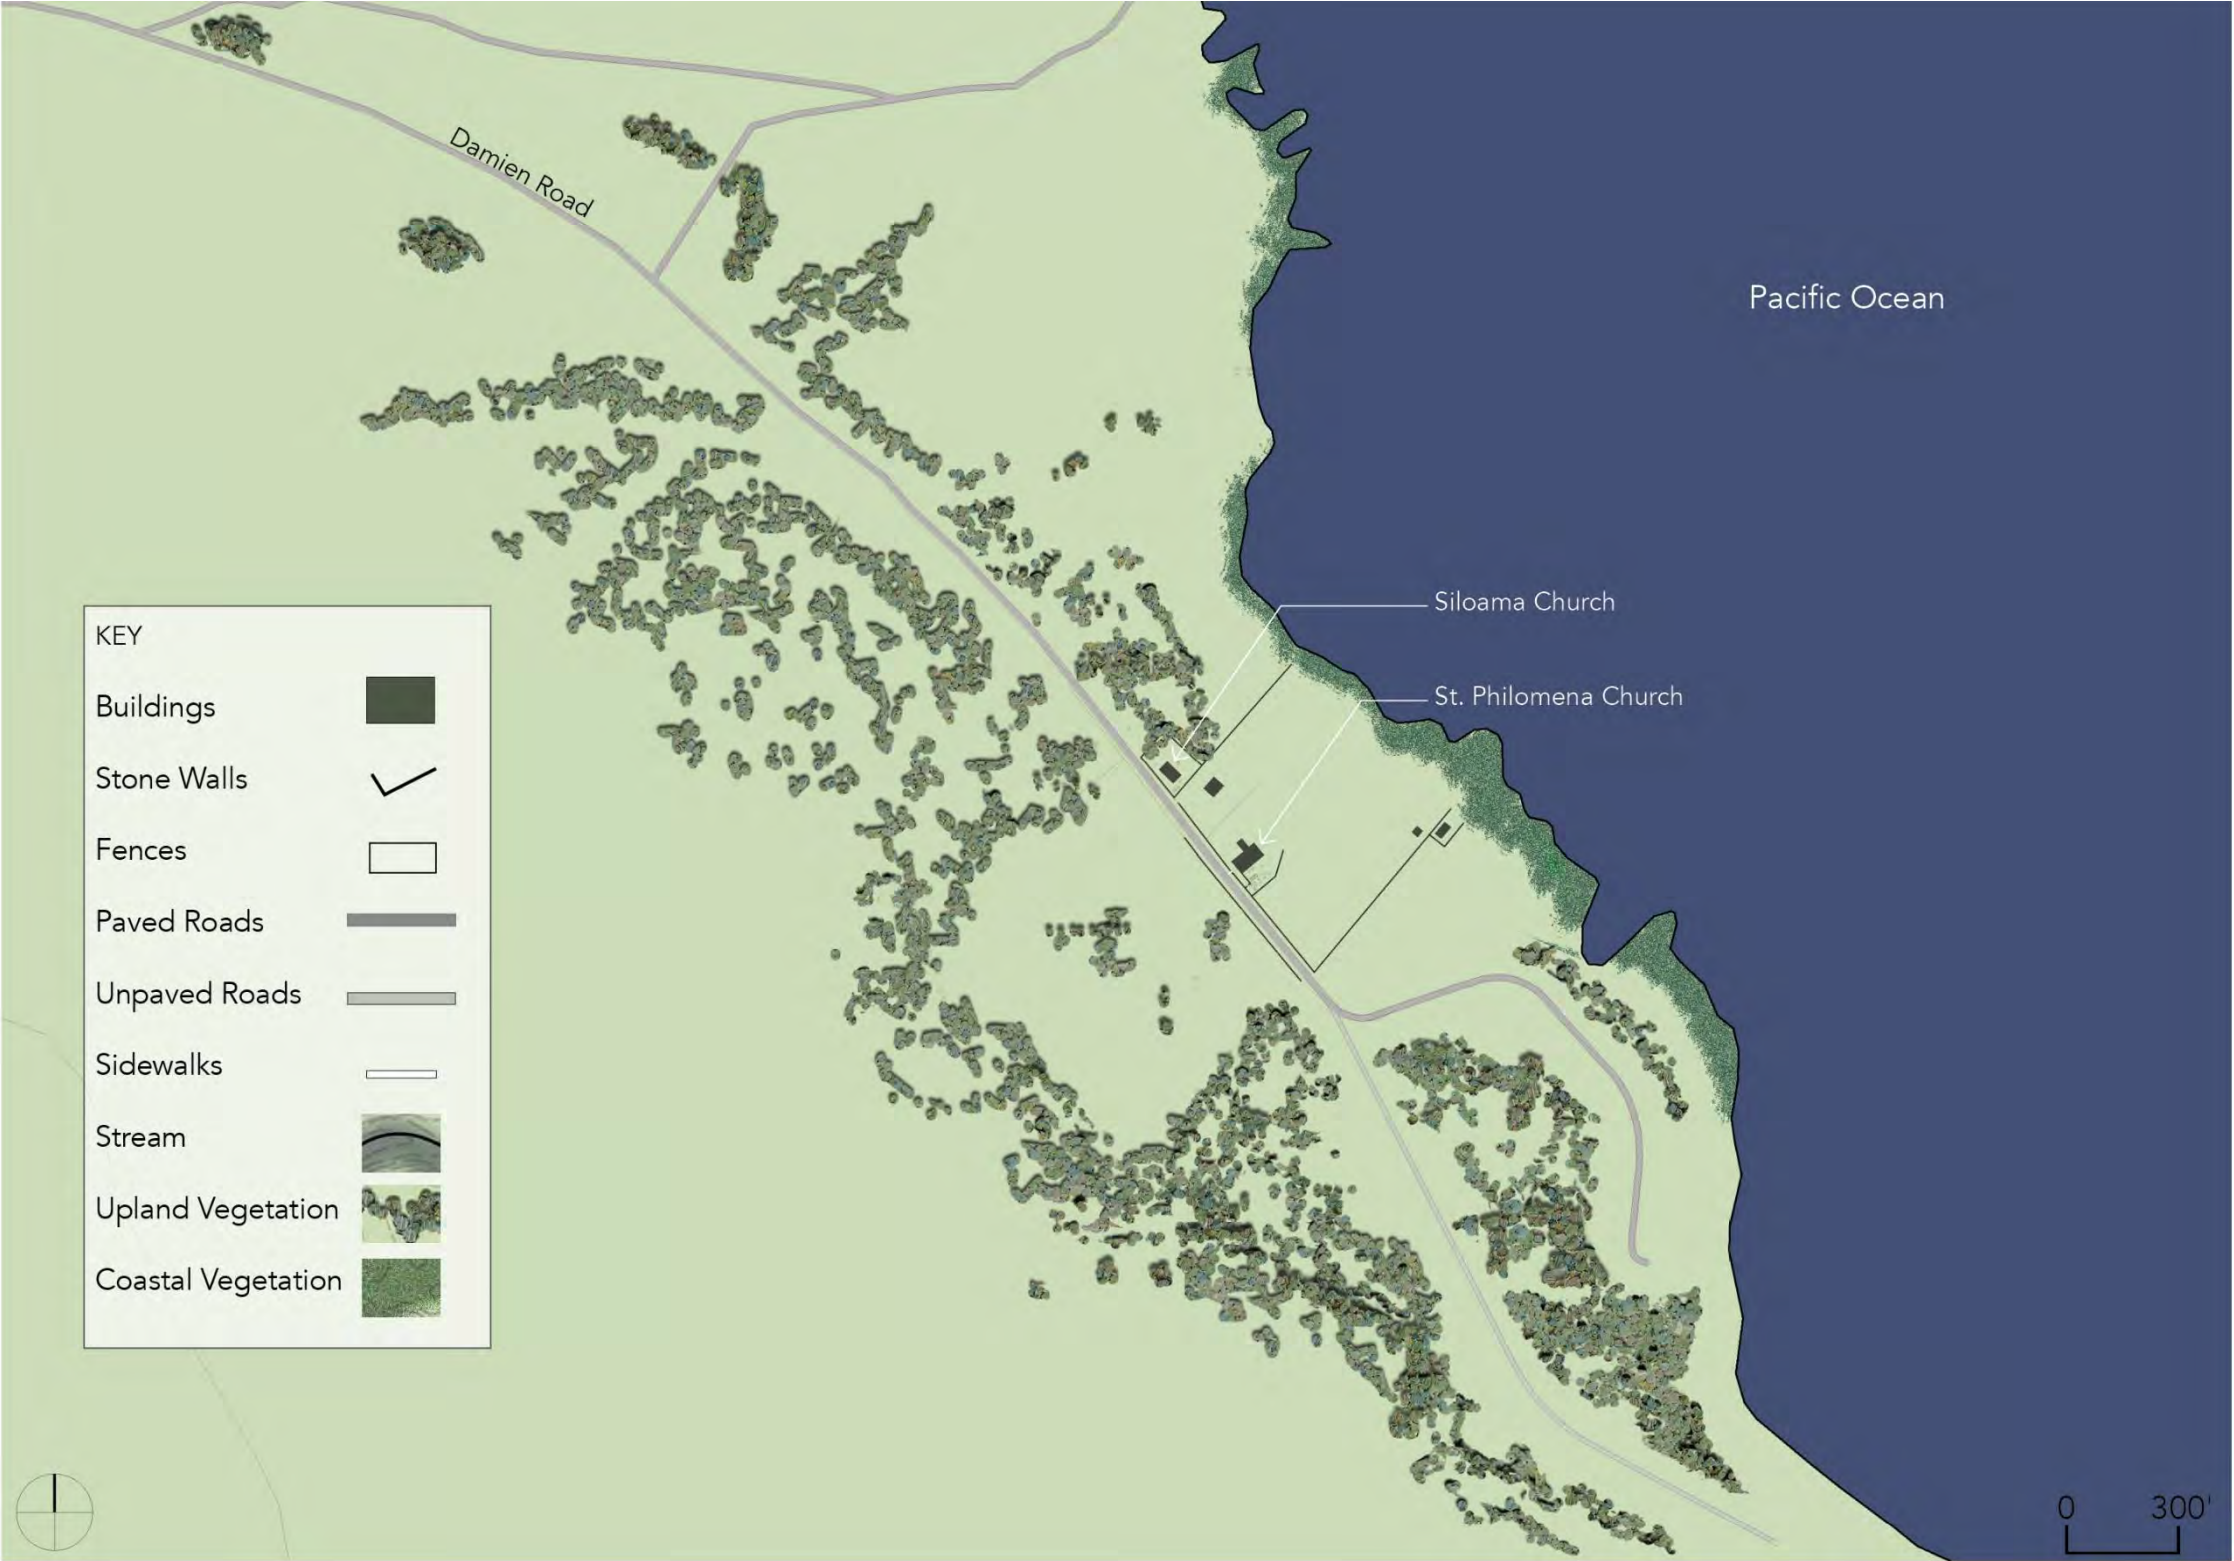 Damien Road
Pacific Ocean
Siloama Church
St. Philomena Church
KEY
Buildings
Stone Walls
Fences
Paved Roads
Unpaved Roads
Sidewalks
Stream
Upland Vegetation
Coastal Vegetation
0 300'